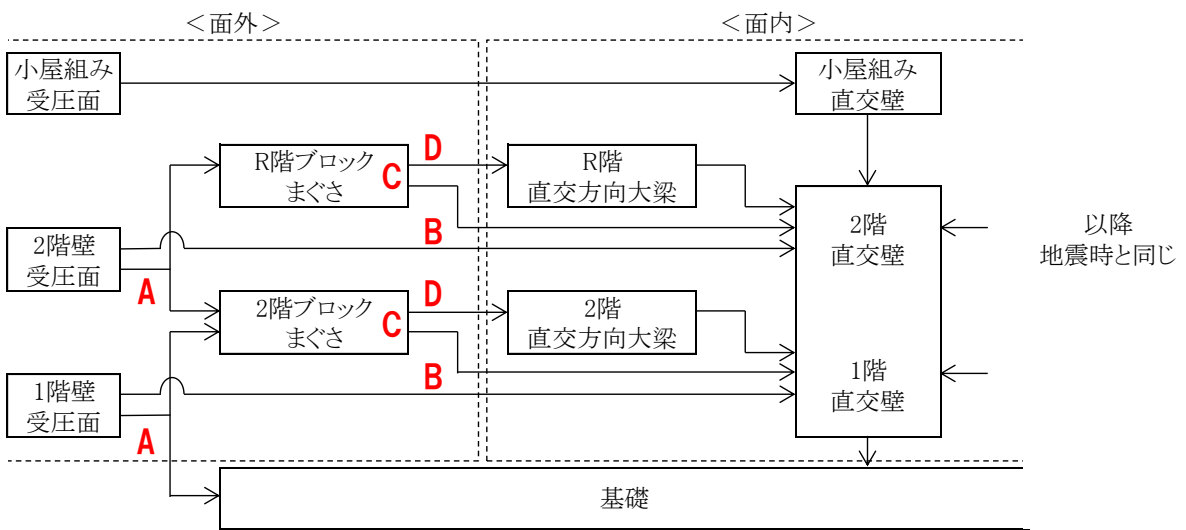 ＜面外＞
＜面内＞
小屋組み
受圧面
小屋組み
直交壁
R階ブロック
まぐさ
D
C
R階
直交方向大梁
2階壁
受圧面
A
B
2階
直交壁
以降
地震時と同じ
2階ブロック
まぐさ
D
C
2階
直交方向大梁
1階壁
受圧面
A
B
1階
直交壁
基礎